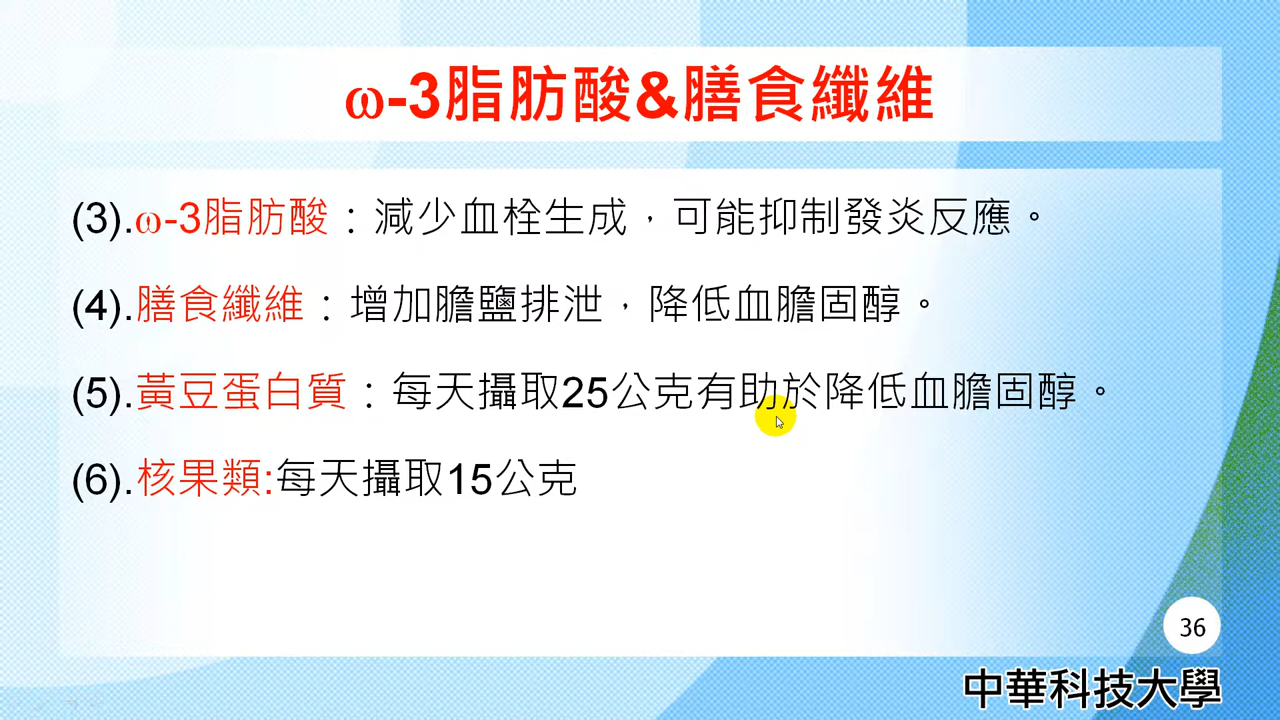 ω-3脂肪酸&膳食纖維
(3).ω-3脂肪酸：減少血栓生成，可能抑制發炎反應。
(4).膳食纖維：增加膽鹽排泄，降低血膽固醇。
(5).黃豆蛋白質：每天攝取25公克有助於降低血膽固醇。
(6).核果類:每天攝取15公克
36
中華科技大學